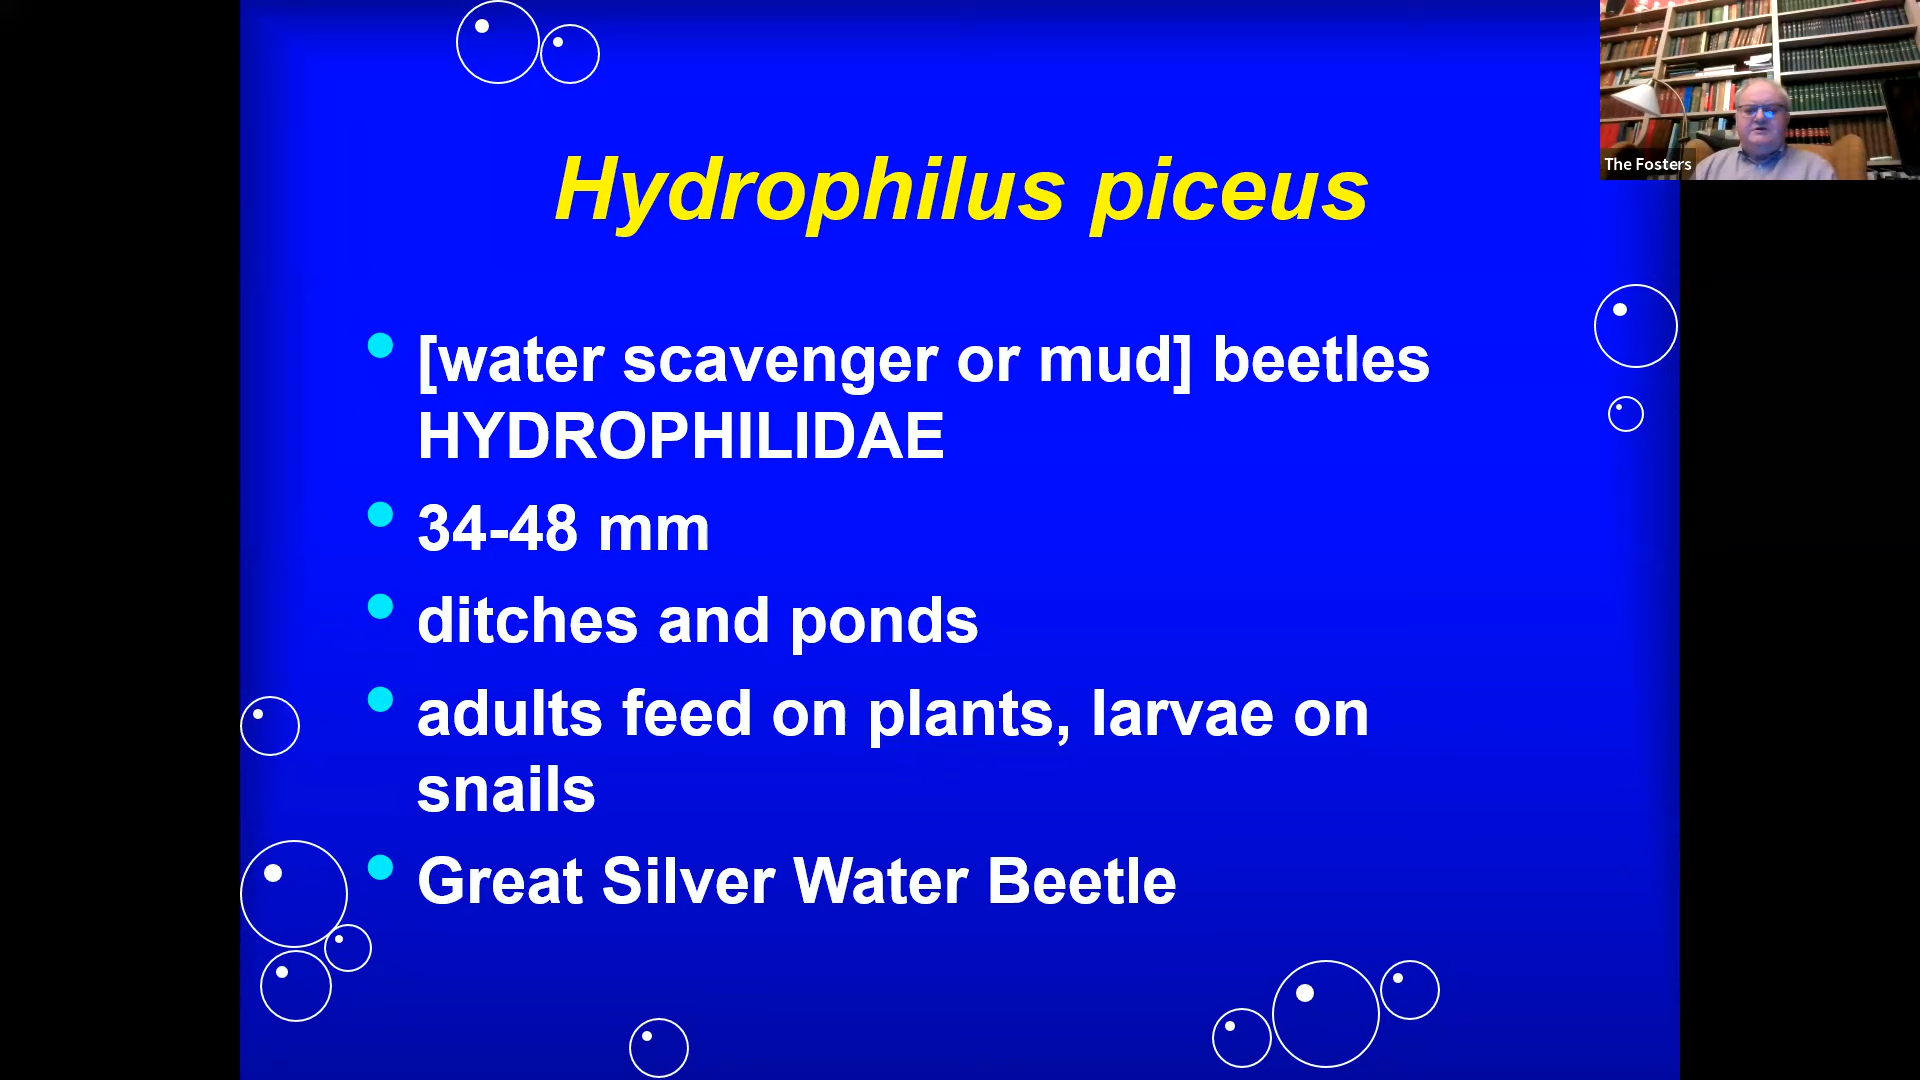 The Fosters
Hydrophilus piceus
[water scavenger or mud] beetles
HYDROPHILIDAE
34-48 mm
ditches and ponds
adults feed on plants, larvae on
snails
Great Silver Water Beetle